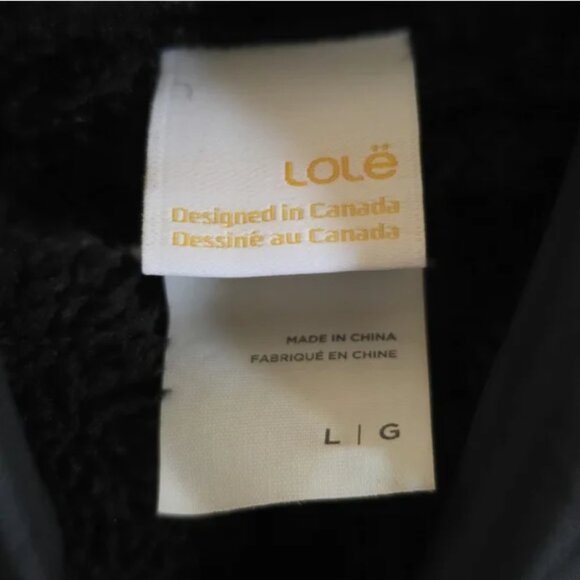 LOLË
Designed in Canada
Dessiné au Canada
MADE IN CHINA
FABRIQUÉ EN CHINE
L | G